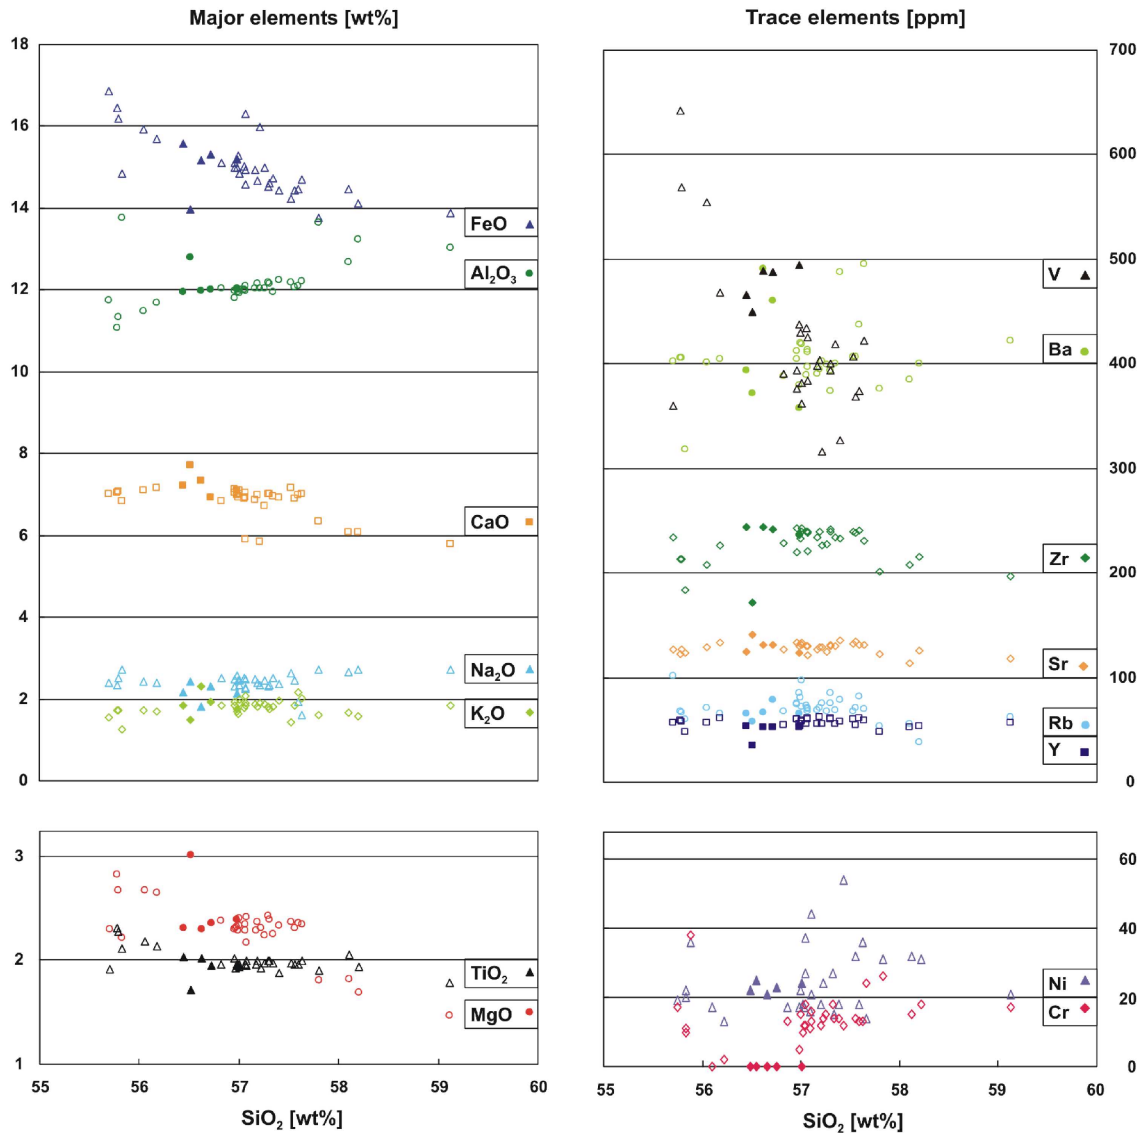 Major elements [wt%]
Trace elements [ppm]
18
16
14
12
10
8
6
4
2
0
FeO
Al₂O₃
CaO
Na₂O
K₂O
700
600
500
400
300
200
100
0
V
Ba
Zr
Sr
Rb
Y
3
2
1
TiO₂
MgO
55
56
57
58
59
60
SiO₂ [wt%]
60
40
20
0
Ni
Cr
55
56
57
58
59
60
SiO₂ [wt%]